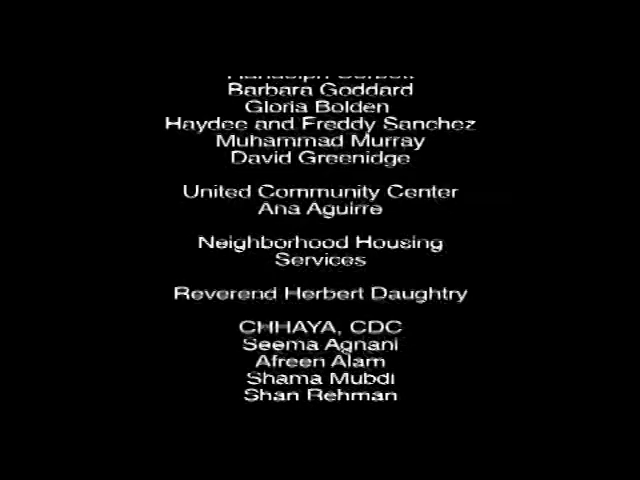 Barbara Goddard
Gloria Bolden
Haydee and Freddy Sanchez
Muhammad Murray
David Greenidge
United Community Center
Ana Aguirre
Neighborhood Housing
Services
Reverend Herbert Daughtry
CHHAYA, CDC
Seema Agnani
Afreen Alam
Shama Mubdi
Shan Rehman